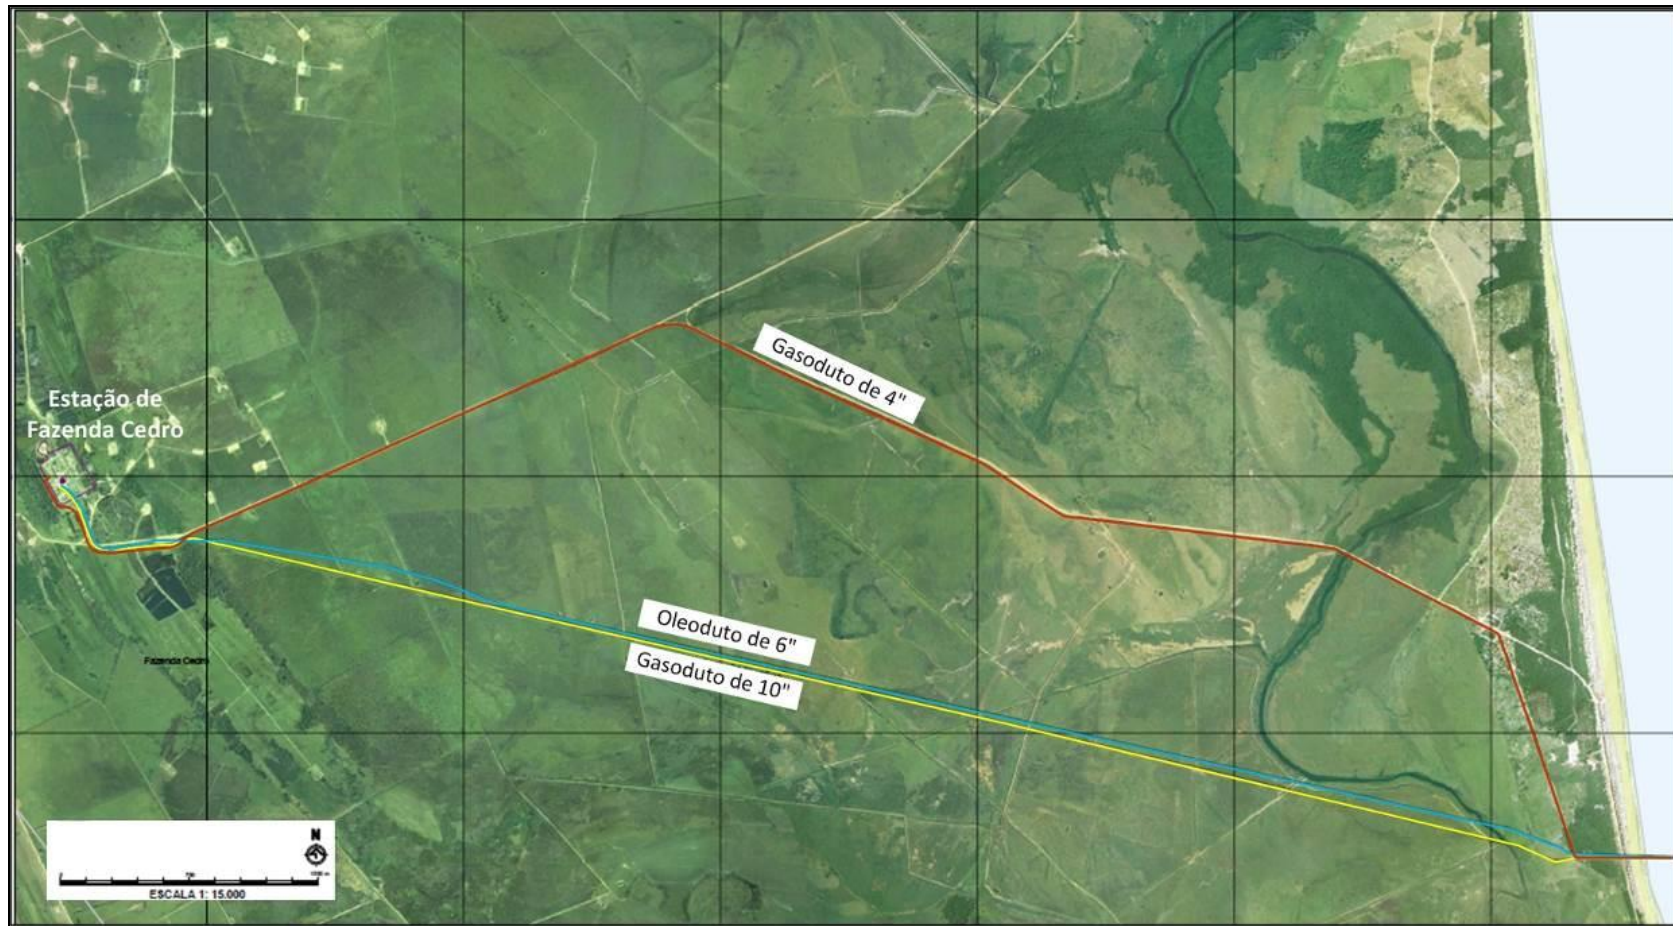 Estação de
Fazenda Cedro
Gasoduto de 4"
Oleoduto de 6"
Gasoduto de 10"
Fazenda Cedro
N
ESCALA 1: 15.000